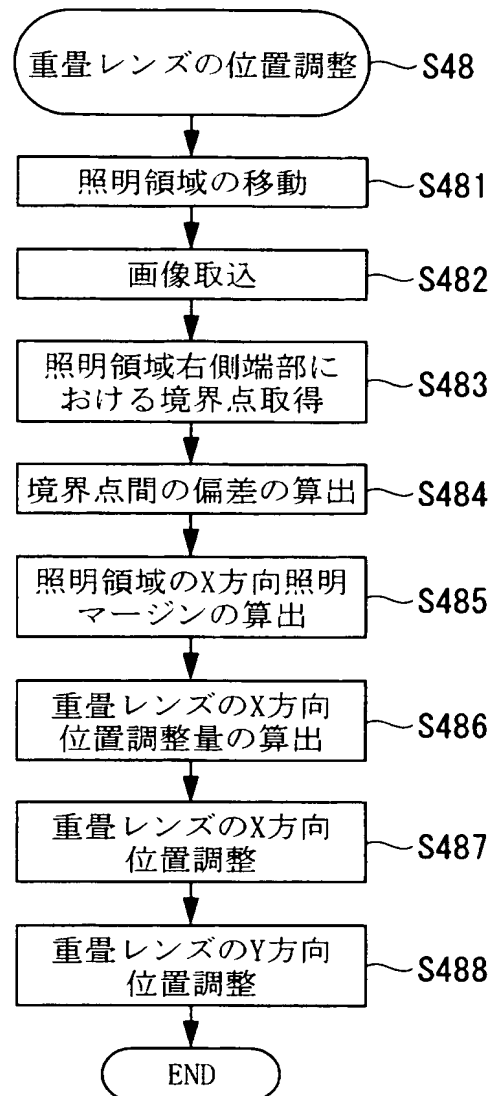 重畳レンズの位置調整 S48
照明領域の移動 S481
画像取込 S482
照明領域右側端部に
おける境界点取得 S483
境界点間の偏差の算出 S484
照明領域のX方向照明
マージンの算出 S485
重畳レンズのX方向
位置調整量の算出 S486
重畳レンズのX方向
位置調整 S487
重畳レンズのY方向
位置調整 S488
END